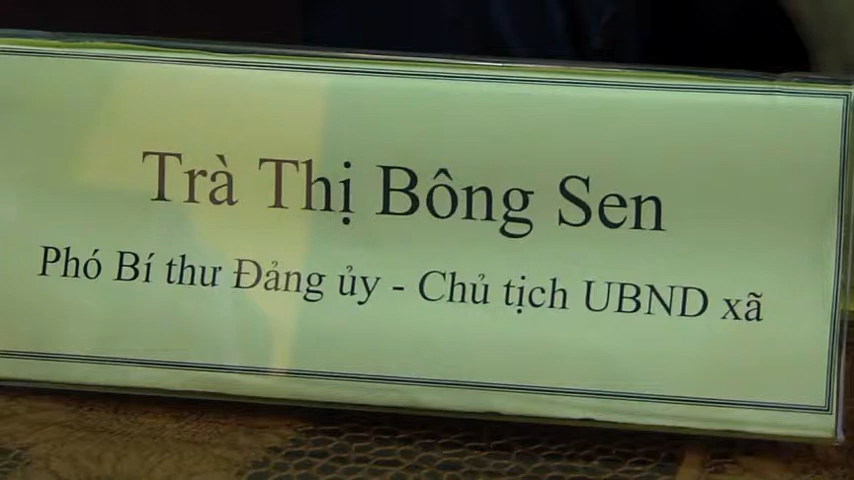 Trà Thị Bông Sen
Phó Bí thư Đảng ủy - Chủ tịch UBND xã